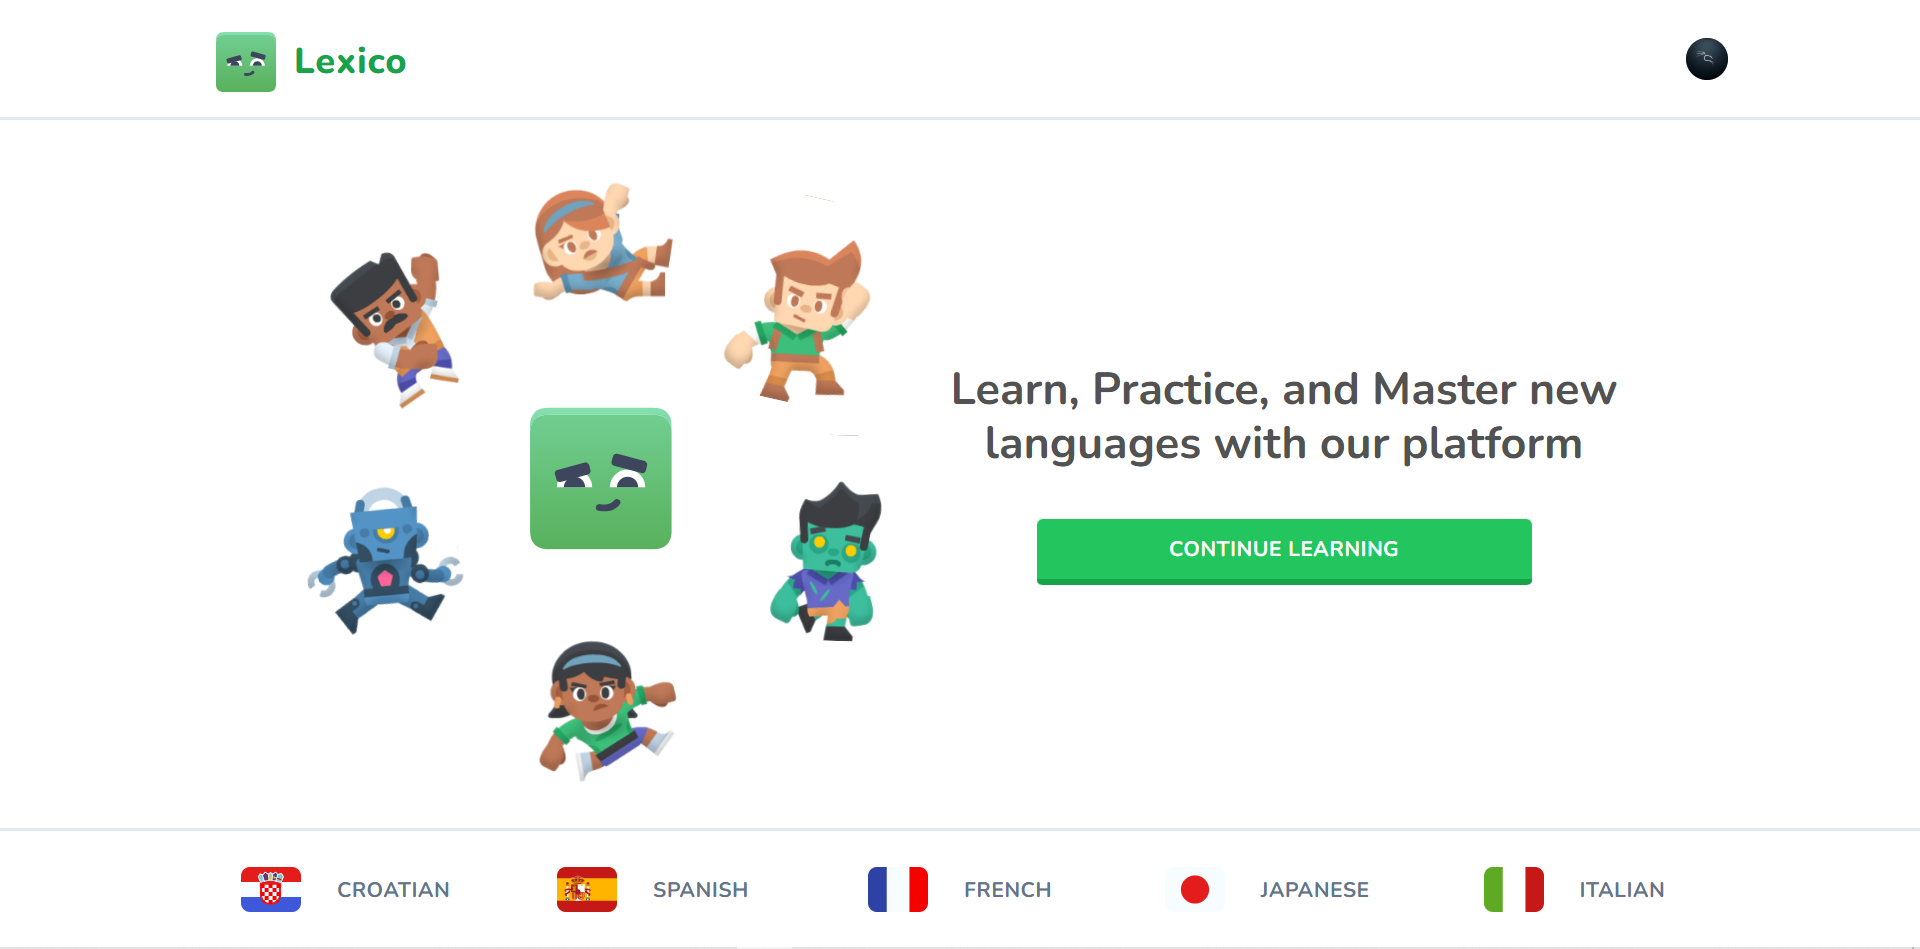 Lexico
Learn, Practice, and Master new
languages with our platform
CONTINUE LEARNING
CROATIAN
SPANISH
FRENCH
JAPANESE
ITALIAN